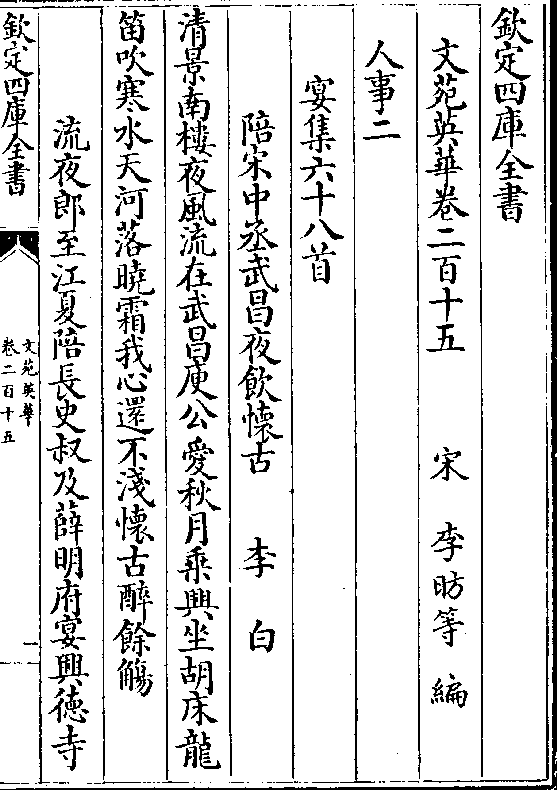 欽定四庫全書
文苑英華卷二百十五 宋 李昉等 編
人事二
宴集六十八首
陪宋中丞武昌夜飲懷古 李白
清景南樓夜風流在武昌庾公愛秋月乘興坐胡床龍
笛吹寒水天河落曉霜我心還不淺懷古醉餘觴
流夜郎至江夏陪長史叔及薛明府宴興德寺
欽定四庫全書
文苑英華
卷二百十五
一